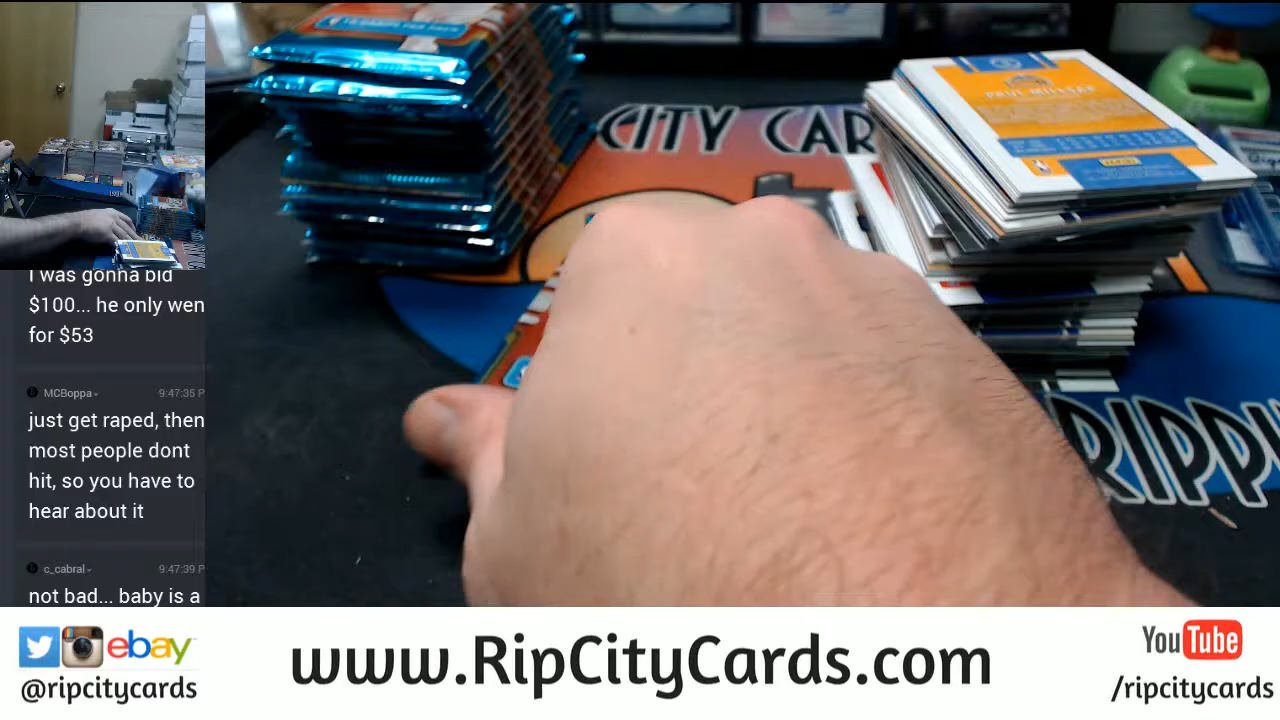 CITY CAR
PAUL MILLSAP
PANINI
I was gonna bid
$100... he only wen
for $53
MCBoppa 9:47:35 P
just get raped, then
most people dont
hit, so you have to
hear about it
c_cabral 9:47:39 P
not bad... baby is a
RIPPI
ebay
@ripcitycards
www.RipCityCards.com
YouTube
/ripcitycards